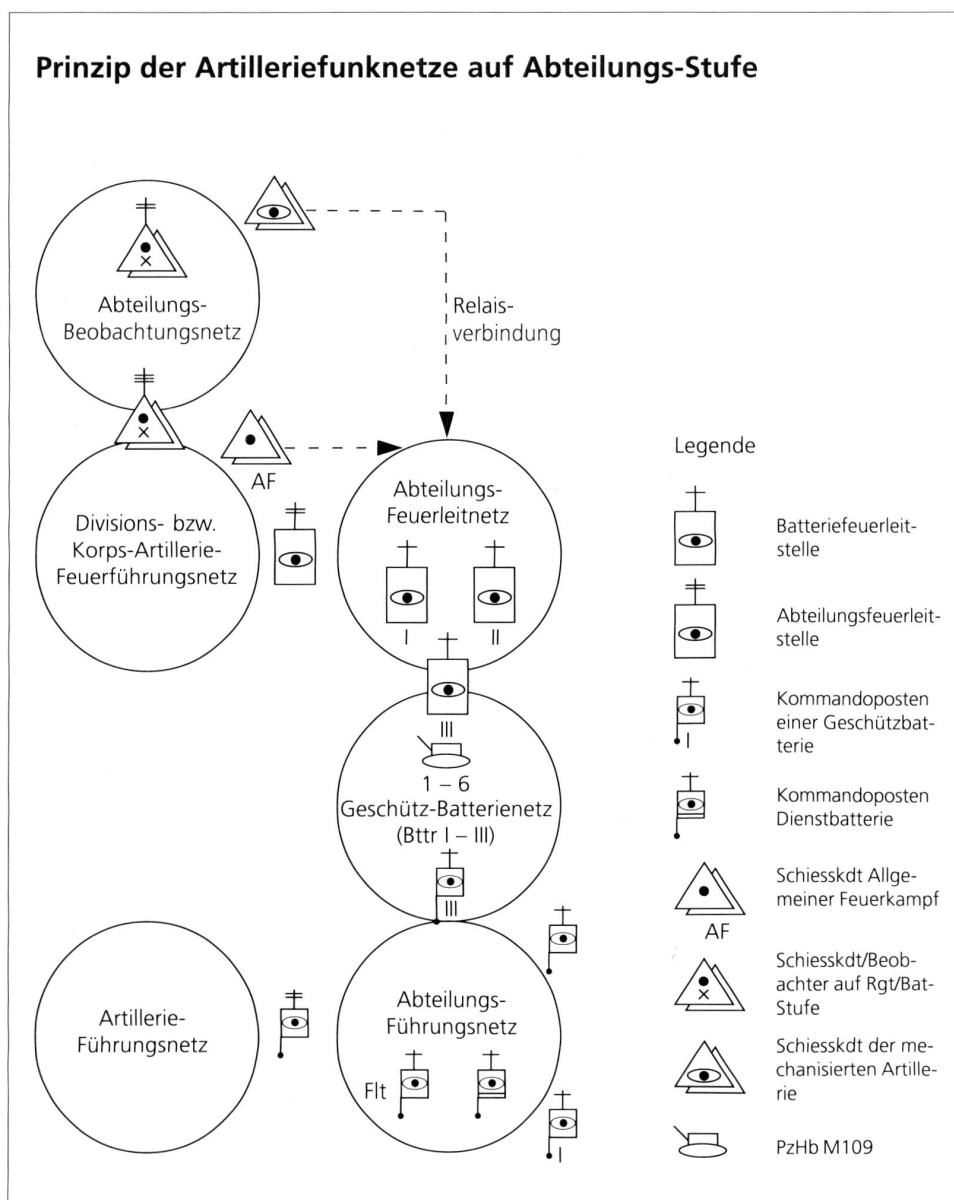 Prinzip der Artilleriefunknetze auf Abteilungs-Stufe
Abteilungs-
Beobachtungsnetz
Relais-
verbindung
AF
Divisions- bzw.
Korps-Artillerie-
Feuerführungsnetz
Abteilungs-
Feuerleitnetz
I
II
III
1 – 6
Geschütz-Batterienetz
(Bttr I – III)
III
Artillerie-
Führungsnetz
Abteilungs-
Führungsnetz
Flt
I
Legende
Batteriefeuerleit-
stelle
Abteilungsfeuerleit-
stelle
I
Kommandoposten
einer Geschützbat-
terie
Kommandoposten
Dienstbatterie
Schiesskdt Allge-
meiner Feuerkampf
AF
Schiesskdt/Beob-
achter auf Rgt/Bat-
Stufe
Schiesskdt der me-
chanisierten Artille-
rie
PzHb M109